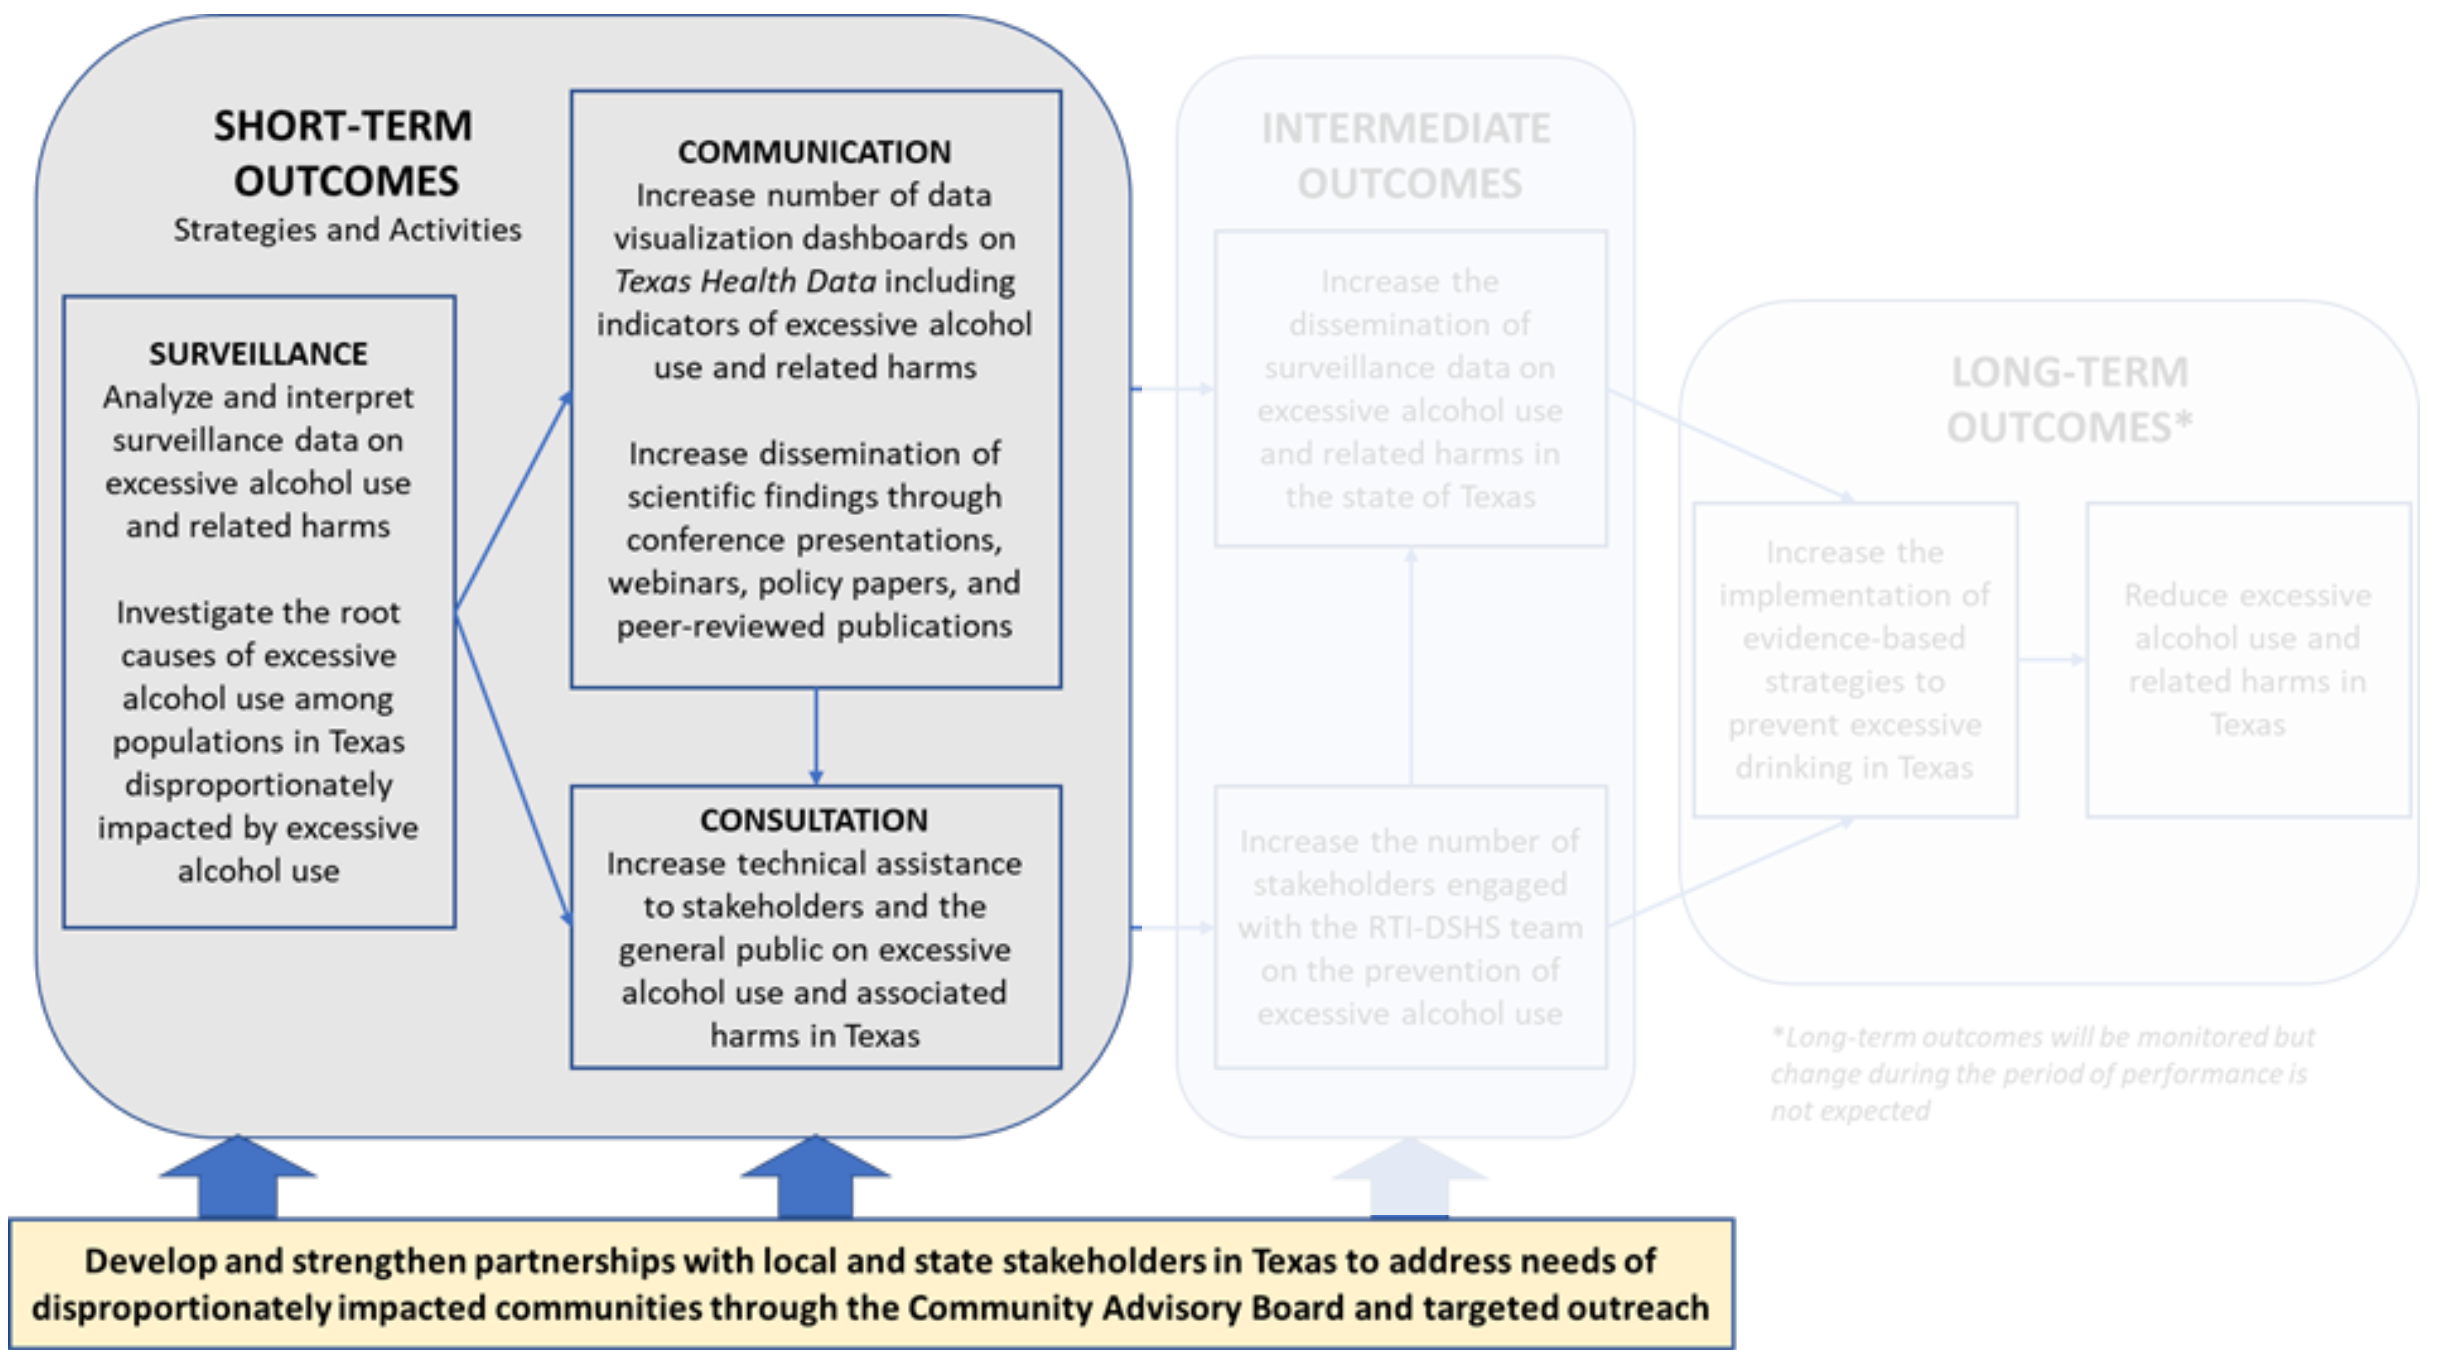 SHORT-TERM
OUTCOMES
Strategies and Activities
SURVEILLANCE
Analyze and interpret
surveillance data on
excessive alcohol use
and related harms
Investigate the root
causes of excessive
alcohol use among
populations in Texas
disproportionately
impacted by excessive
alcohol use
COMMUNICATION
Increase number of data
visualization dashboards on
Texas Health Data including
indicators of excessive alcohol
use and related harms
Increase dissemination of
scientific findings through
conference presentations,
webinars, policy papers, and
peer-reviewed publications
CONSULTATION
Increase technical assistance
to stakeholders and the
general public on excessive
alcohol use and associated
harms in Texas
INTERMEDIATE
OUTCOMES
Increase the
dissemination of
surveillance data on
excessive alcohol use
and related harms in
the state of Texas
Increase the number of
stakeholders engaged
with the RTI-DSHS team
on the prevention of
excessive alcohol use
LONG-TERM
OUTCOMES*
Increase the
implementation of
evidence-based
strategies to
prevent excessive
drinking in Texas
Reduce excessive
alcohol use and
related harms in
Texas
*Long-term outcomes will be monitored but
change during the period of performance is
not expected
Develop and strengthen partnerships with local and state stakeholders in Texas to address needs of
disproportionately impacted communities through the Community Advisory Board and targeted outreach